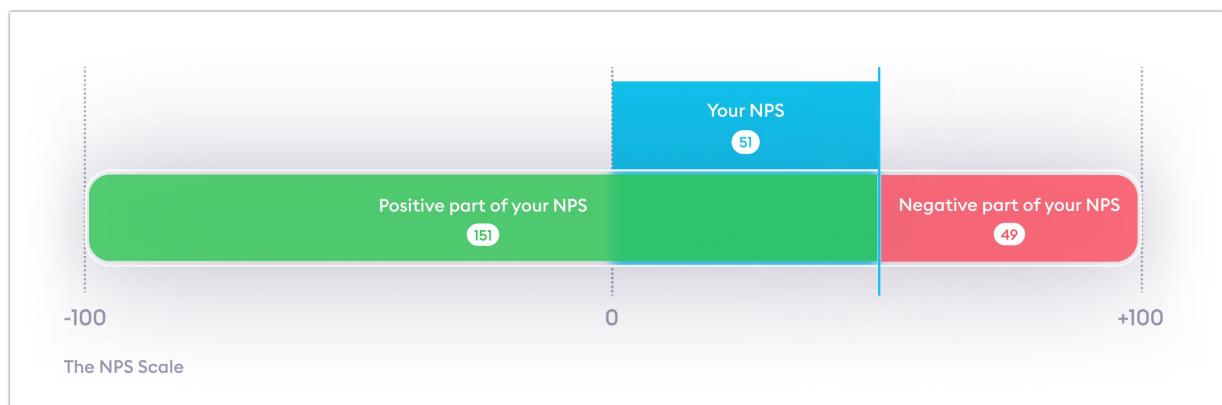 Your NPS
51
Positive part of your NPS
151
Negative part of your NPS
49
-100
0
+100
The NPS Scale